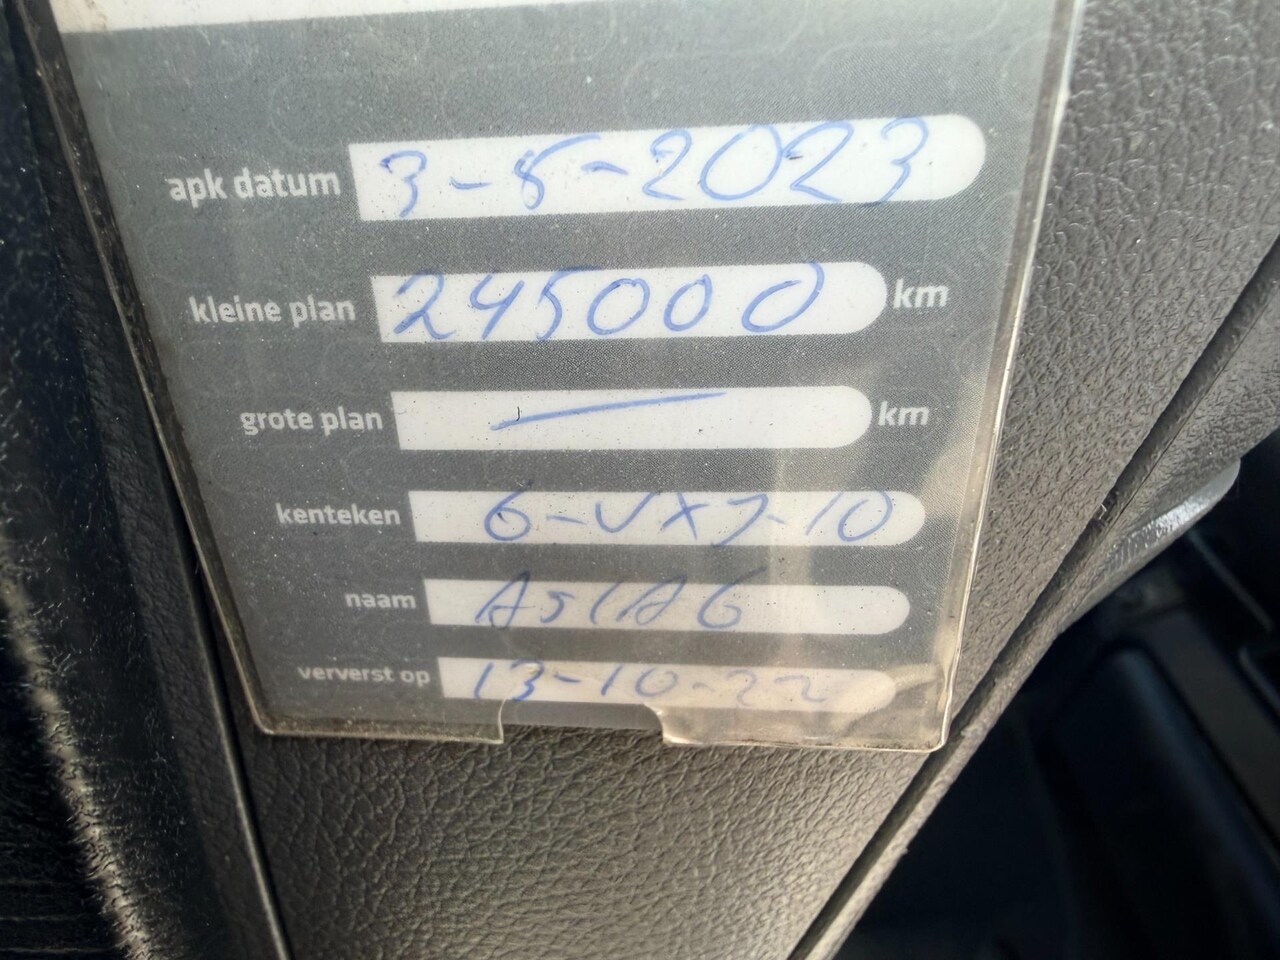 apk datum 3-5-2023
kleine plan 245000 km
grote plan — km
kenteken 6-VXJ-10
naam
ververst op 13-10-22